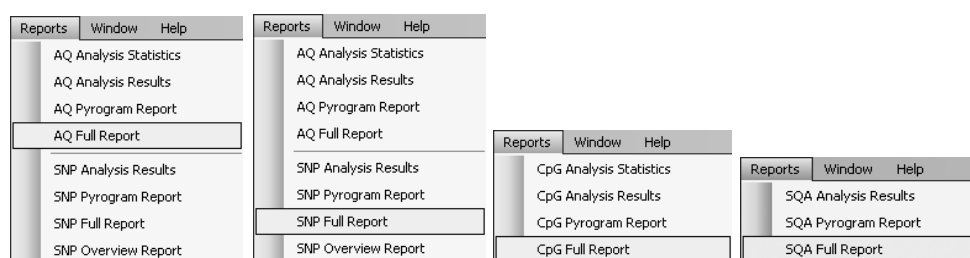 Reports Window Help
AQ Analysis Statistics
AQ Analysis Results
AQ Pyrogram Report
AQ Full Report
SNP Analysis Results
SNP Pyrogram Report
SNP Full Report
SNP Overview Report
Reports Window Help
AQ Analysis Statistics
AQ Analysis Results
AQ Pyrogram Report
AQ Full Report
SNP Analysis Results
SNP Pyrogram Report
SNP Full Report
SNP Overview Report
Reports Window Help
CpG Analysis Statistics
CpG Analysis Results
CpG Pyrogram Report
CpG Full Report
Reports Window Help
SQA Analysis Results
SQA Pyrogram Report
SQA Full Report